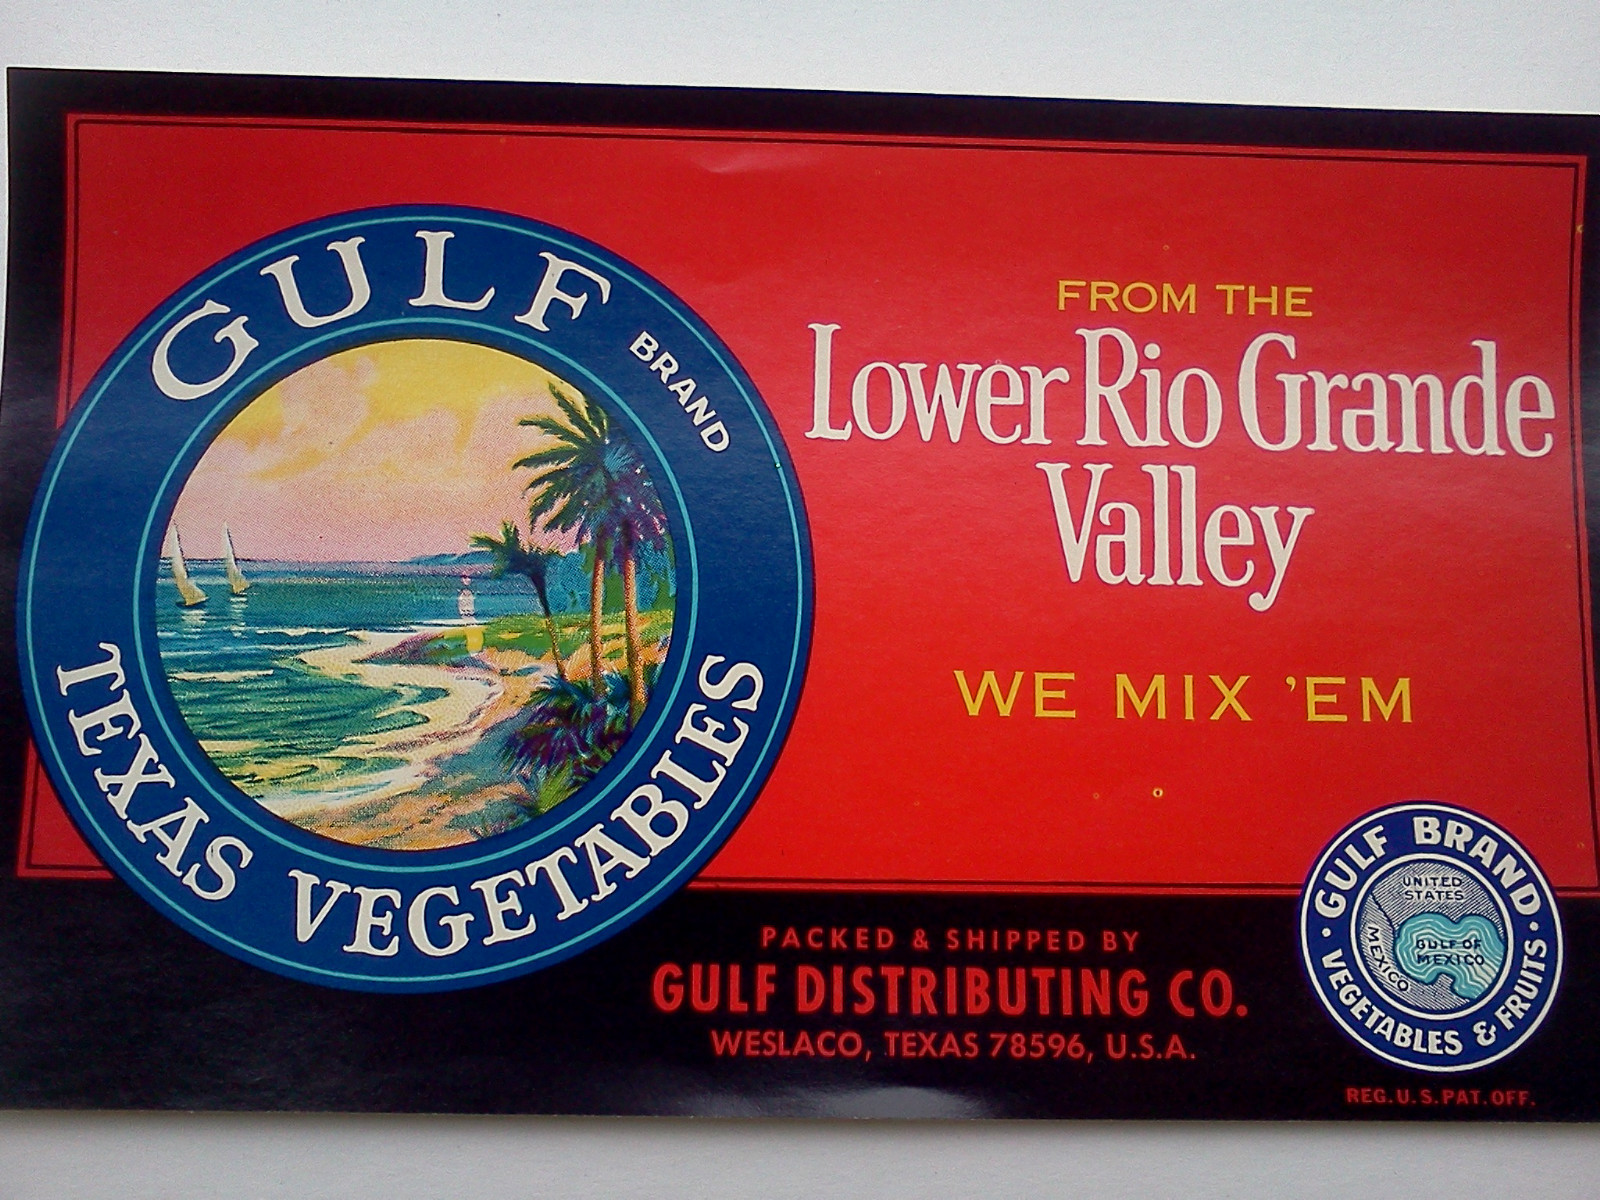 GULF
BRAND
TEXAS VEGETABLES
FROM THE
Lower Rio Grande
Valley
WE MIX 'EM
PACKED & SHIPPED BY
GULF DISTRIBUTING CO.
WESLACO, TEXAS 78596, U.S.A.
GULF BRAND
UNITED
STATES
MEXICO
GULF OF
MEXICO
VEGETABLES & FRUITS
REG. U.S. PAT. OFF.